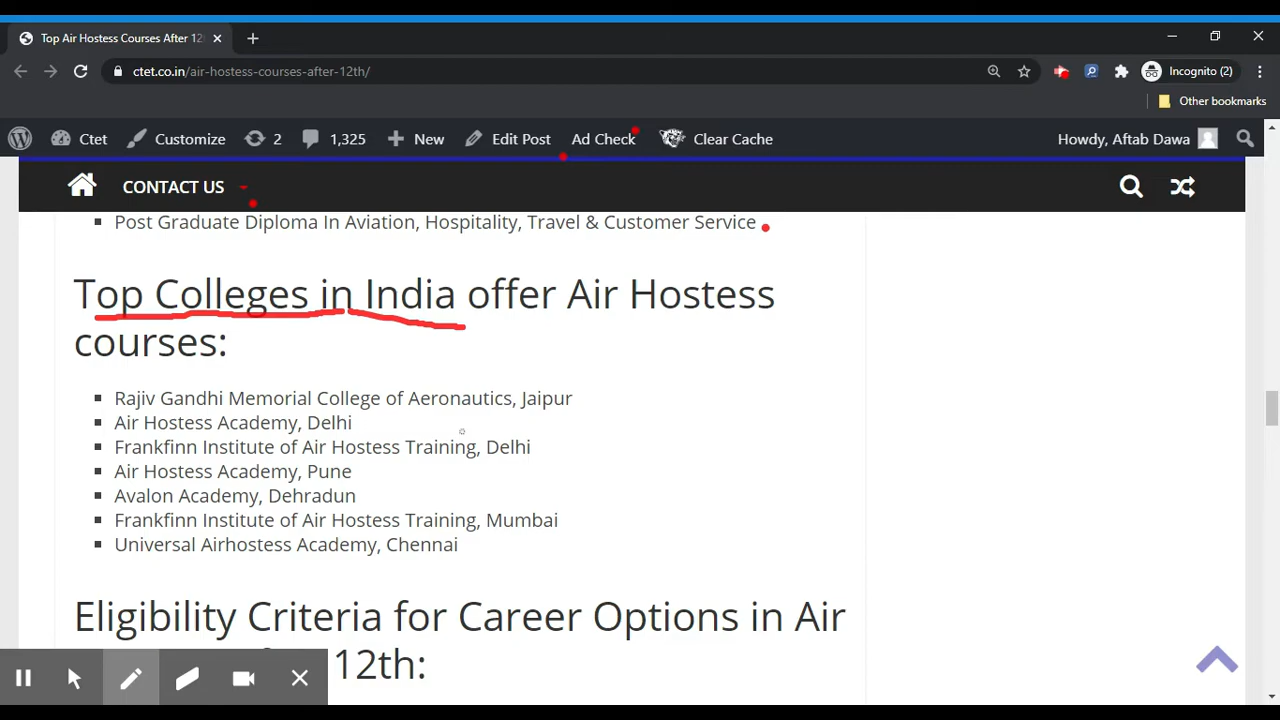 Top Air Hostess Courses After 12
ctet.co.in/air-hostess-courses-after-12th/
Incognito (2)
Other bookmarks
Ctet Customize 2 1,325 New Edit Post Ad Check Clear Cache Howdy, Aftab Dawa
CONTACT US
Post Graduate Diploma In Aviation, Hospitality, Travel & Customer Service
Top Colleges in India offer Air Hostess
courses:
Rajiv Gandhi Memorial College of Aeronautics, Jaipur
Air Hostess Academy, Delhi
Frankfinn Institute of Air Hostess Training, Delhi
Air Hostess Academy, Pune
Avalon Academy, Dehradun
Frankfinn Institute of Air Hostess Training, Mumbai
Universal Airhostess Academy, Chennai
Eligibility Criteria for Career Options in Air
12th: